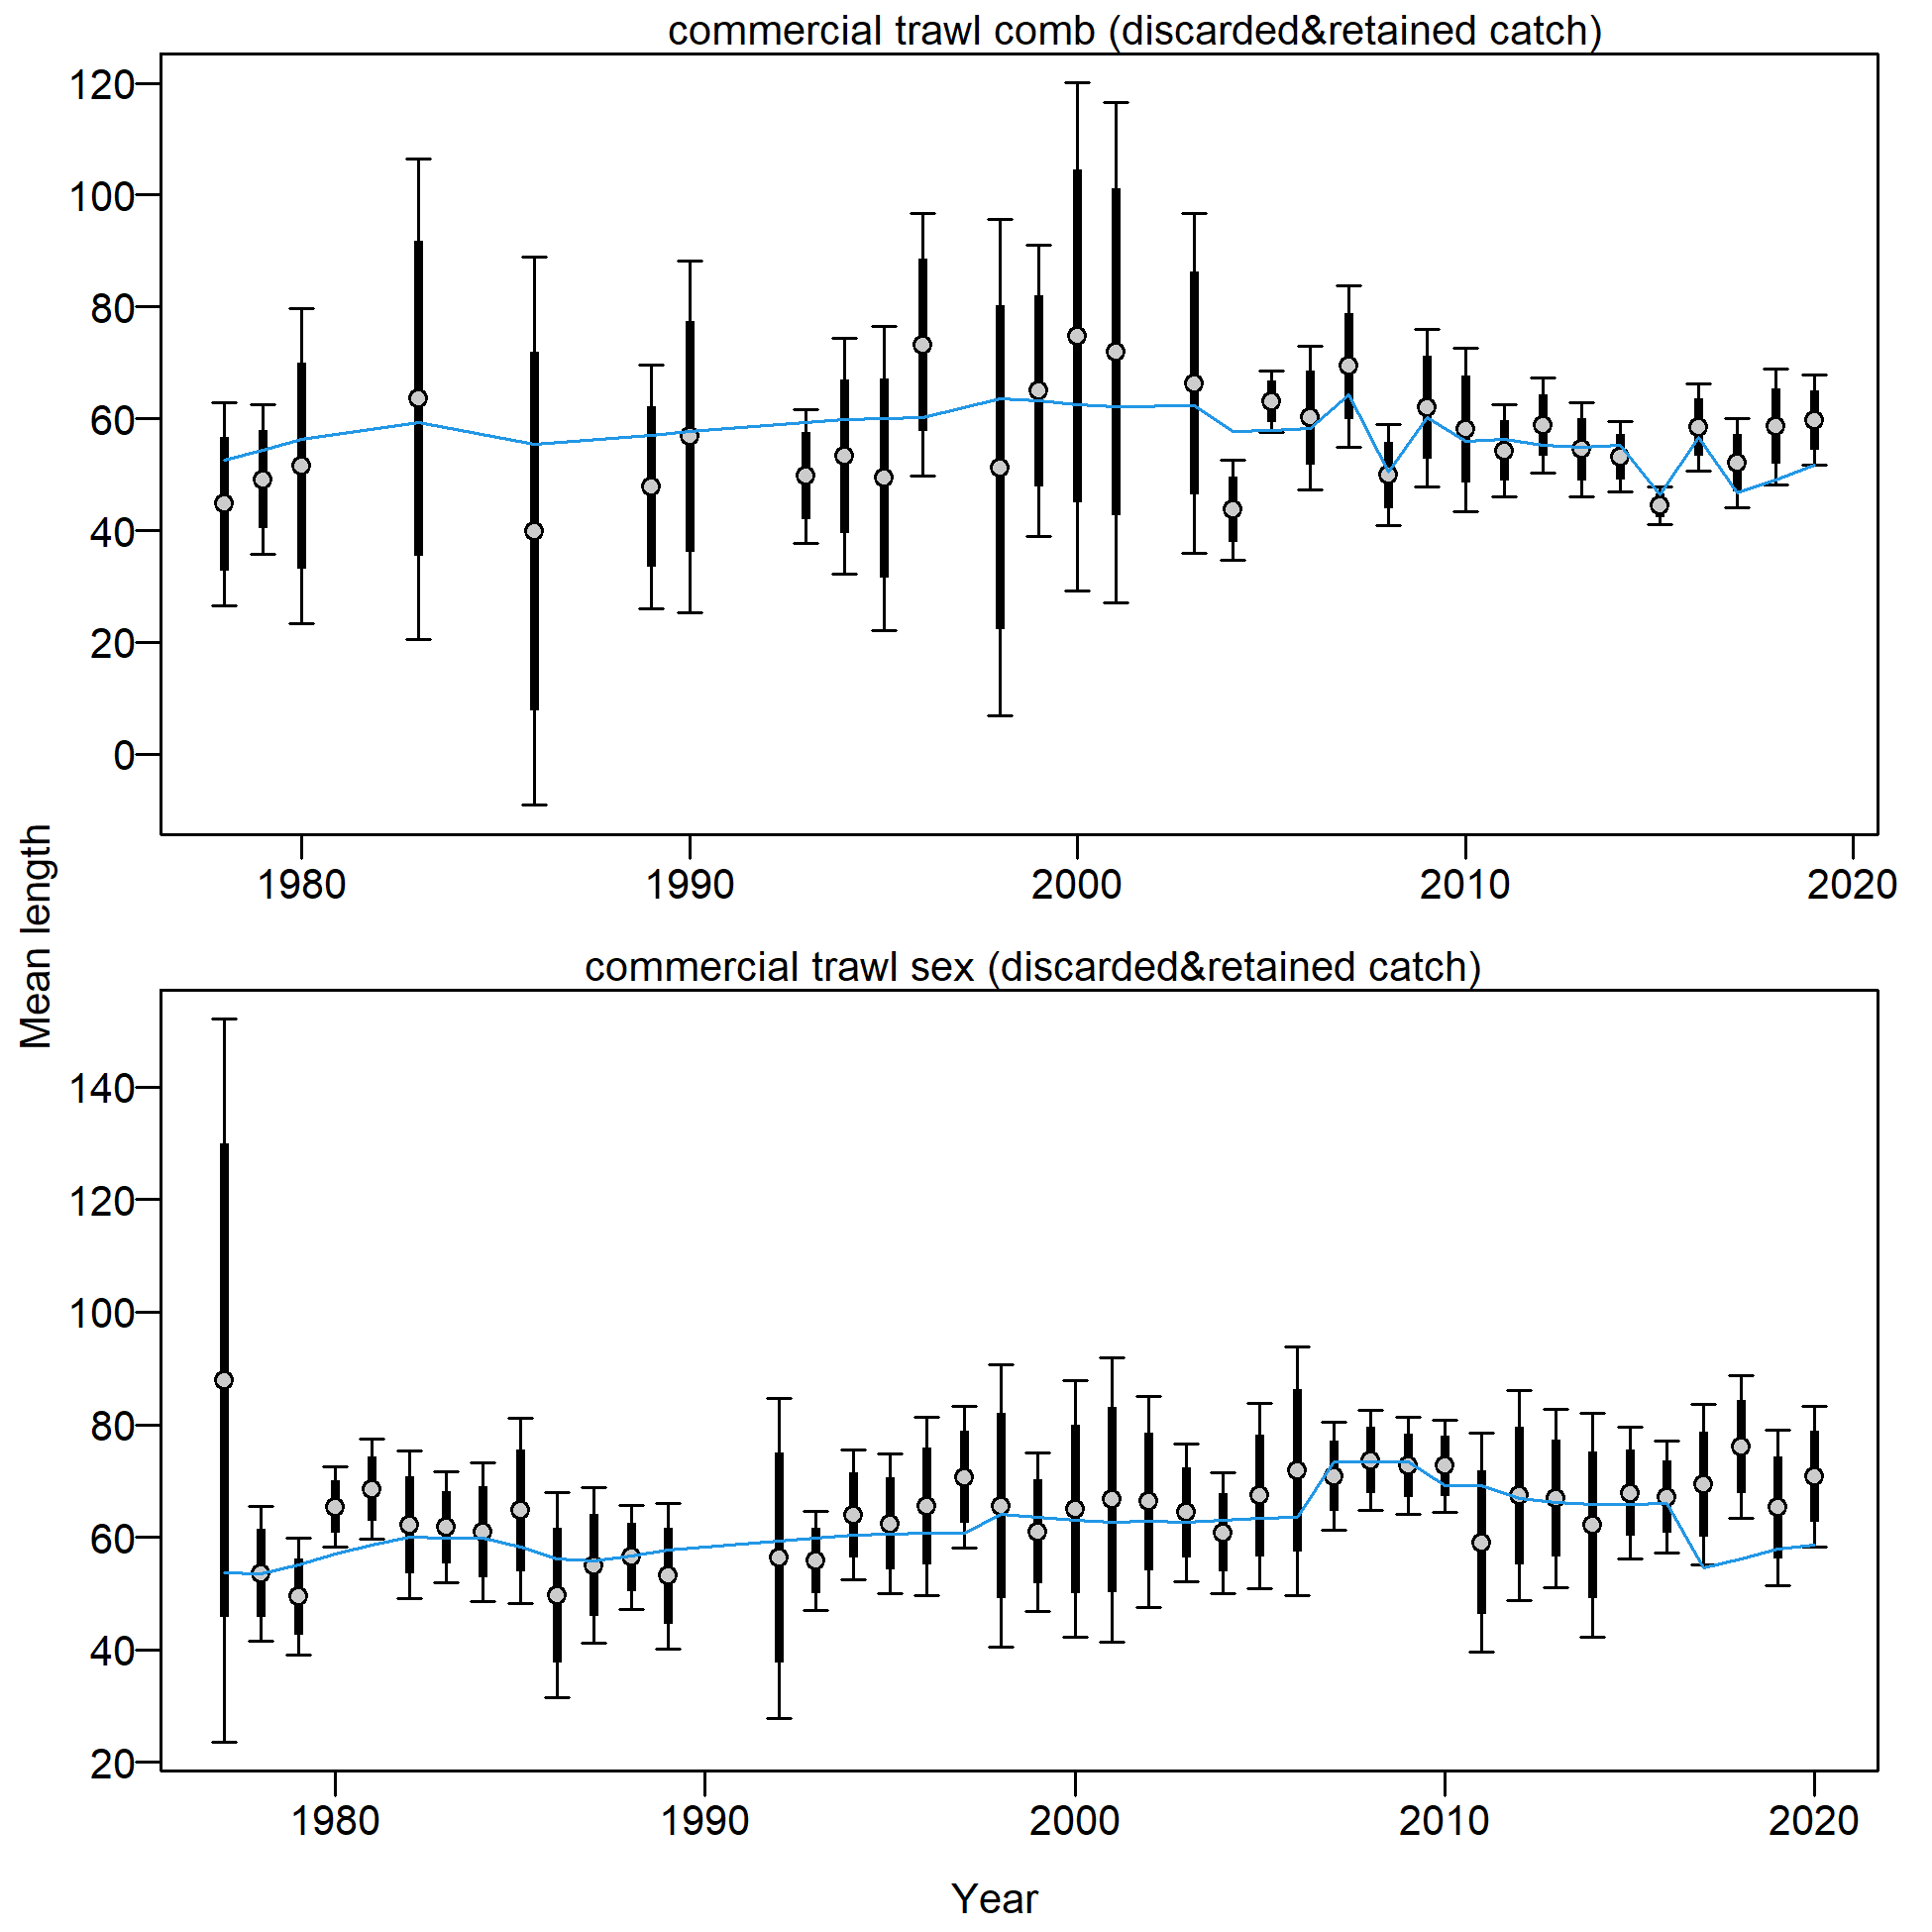 commercial trawl comb (discarded&retained catch)
120
100
80
60
40
20
0
1980 1990 2000 2010 2020
Mean length
commercial trawl sex (discarded&retained catch)
140
120
100
80
60
40
20
1980 1990 2000 2010 2020
Year